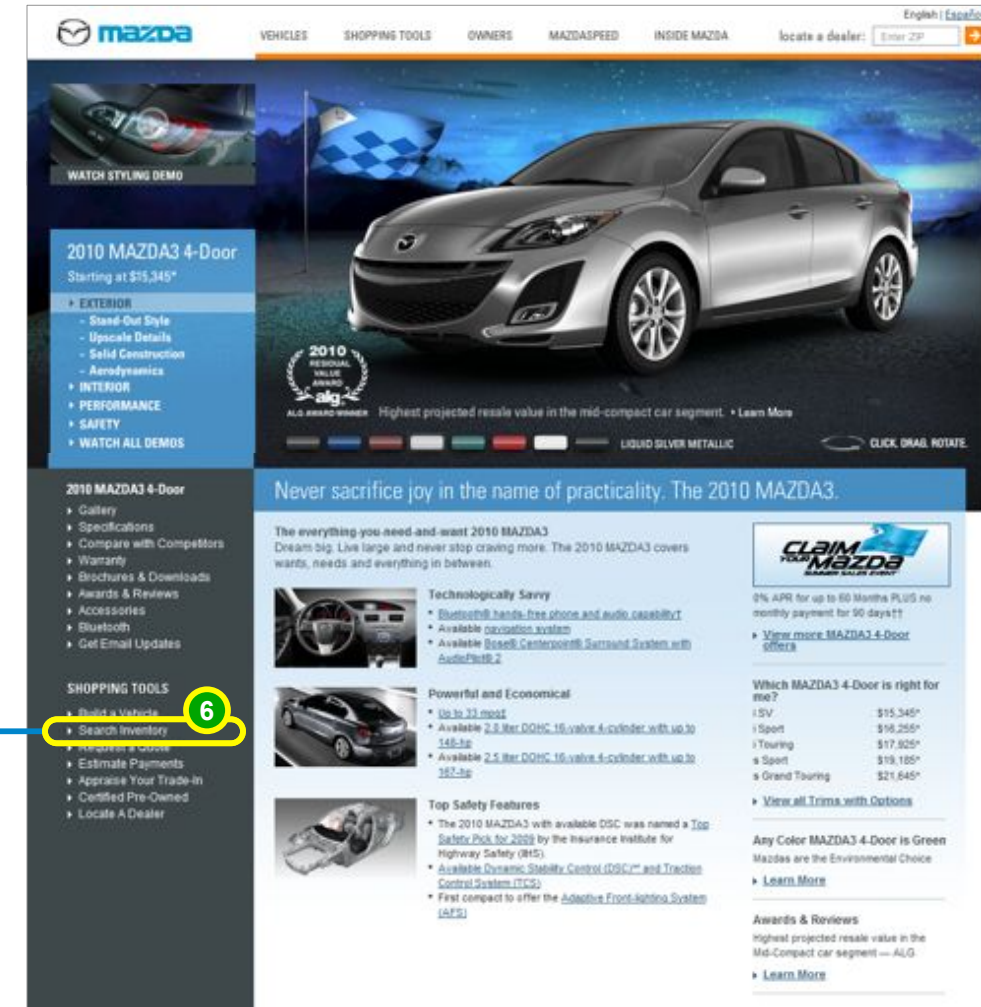 English | Españo
mazda
VEHICLES SHOPPING TOOLS OWNERS MAZDASPEED INSIDE MAZDA locate a dealer: Enter ZIP
WATCH STYLING DEMO
2010 MAZDA3 4-Door
Starting at $15,345*
EXTERIOR
- Stand-Out Style
- Upscale Details
- Solid Construction
- Aerodynamics
INTERIOR
PERFORMANCE
SAFETY
WATCH ALL DEMOS
2010
RESIDUAL
VALUE
AWARD
alg
ALG AWARD WINNER Highest projected resale value in the mid-compact car segment. Learn More
LIQUID SILVER METALLIC CLICK. DRAG. ROTATE.
2010 MAZDA3 4-Door
Gallery
Specifications
Compare with Competitors
Warranty
Brochures & Downloads
Awards & Reviews
Accessories
Bluetooth
Get Email Updates
SHOPPING TOOLS
Build a Vehicle
6
Search Inventory
Request a Quote
Estimate Payments
Appraise Your Trade-In
Certified Pre-Owned
Locate A Dealer
Never sacrifice joy in the name of practicality. The 2010 MAZDA3.
The everything-you-need-and-want 2010 MAZDA3
Dream big. Live large and never stop craving more. The 2010 MAZDA3 covers
wants, needs and everything in between.
Technologically Savvy
Bluetooth® hands-free phone and audio capability†
Available navigation system
Available Bose® Centerpoint® Surround System with
AudioPilot® 2
Powerful and Economical
Up to 33 mpg‡
Available 2.0 liter DOHC 16-valve 4-cylinder with up to
148-hp
Available 2.5 liter DOHC 16-valve 4-cylinder with up to
167-hp
Top Safety Features
The 2010 MAZDA3 with available DSC was named a Top
Safety Pick for 2009 by the Insurance Institute for
Highway Safety (IIHS).
Available Dynamic Stability Control (DSC)** and Traction
Control System (TCS)
First compact to offer the Adaptive Front-lighting System
(AFS)
CLAIM
YOUR MAZDA
SUMMER SALES EVENT
0% APR for up to 60 Months PLUS no
monthly payment for 90 days††
View more MAZDA3 4-Door
offers
Which MAZDA3 4-Door is right for
me?
i SV $15,345*
i Sport $16,255*
i Touring $17,925*
s Sport $19,185*
s Grand Touring $21,645*
View all Trims with Options
Any Color MAZDA3 4-Door is Green
Mazdas are the Environmental Choice
Learn More
Awards & Reviews
Highest projected resale value in the
Mid-Compact car segment — ALG
Learn More